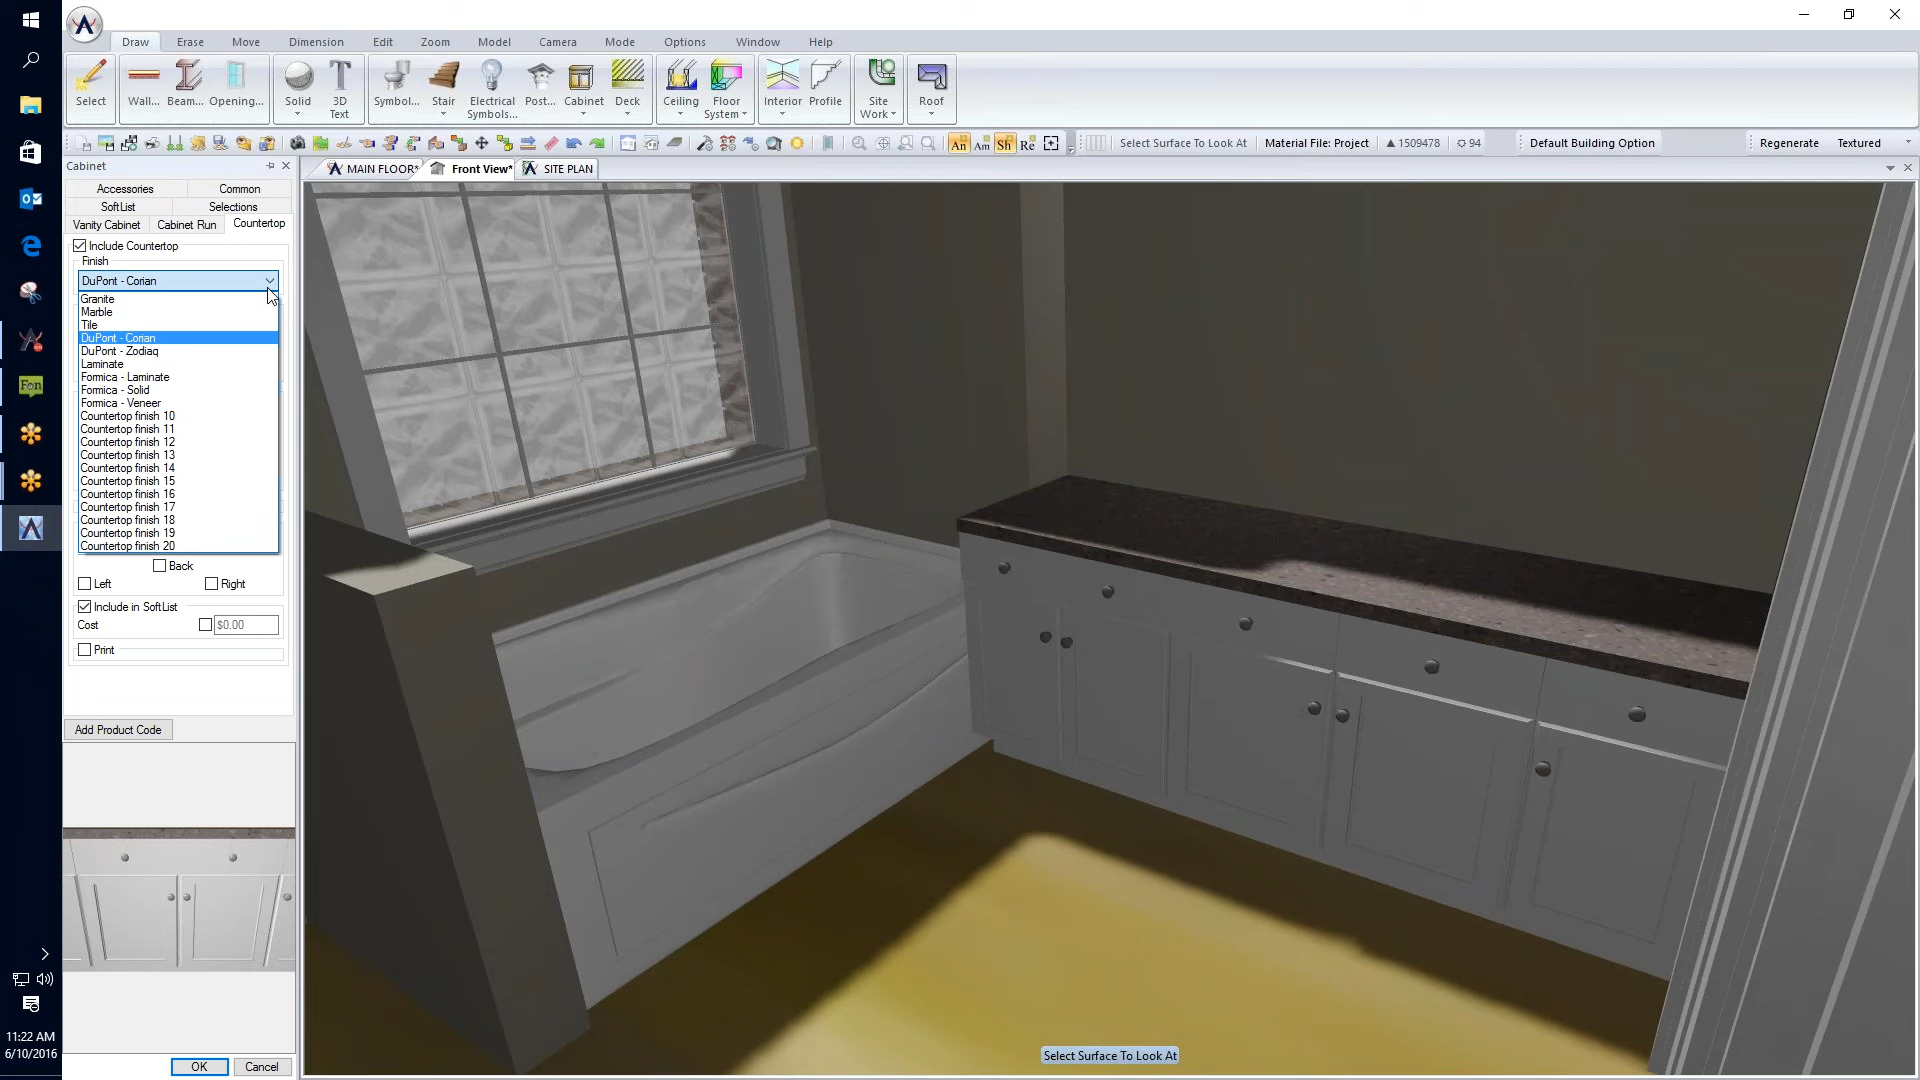 Draw Erase Move Dimension Edit Zoom Model Camera Mode Options Window Help
Select Wall... Beam... Opening... Solid 3D Text Symbol... Stair Electrical Symbols... Post... Cabinet Deck Ceiling Floor System Interior Profile Site Work Roof
An Am Sh Re Select Surface To Look At Material File: Project 1509478 94 Default Building Option Regenerate Textured
Cabinet
MAIN FLOOR* Front View* SITE PLAN
Accessories Common
SoftList Selections
Vanity Cabinet Cabinet Run Countertop
Include Countertop
Finish
DuPont - Corian
Granite
Marble
Tile
DuPont - Corian
DuPont - Zodiaq
Laminate
Formica - Laminate
Formica - Solid
Formica - Veneer
Countertop finish 10
Countertop finish 11
Countertop finish 12
Countertop finish 13
Countertop finish 14
Countertop finish 15
Countertop finish 16
Countertop finish 17
Countertop finish 18
Countertop finish 19
Countertop finish 20
Back
Left Right
Include in SoftList
Cost $0.00
Print
Add Product Code
OK Cancel
Select Surface To Look At
Fon
11:22 AM
6/10/2016